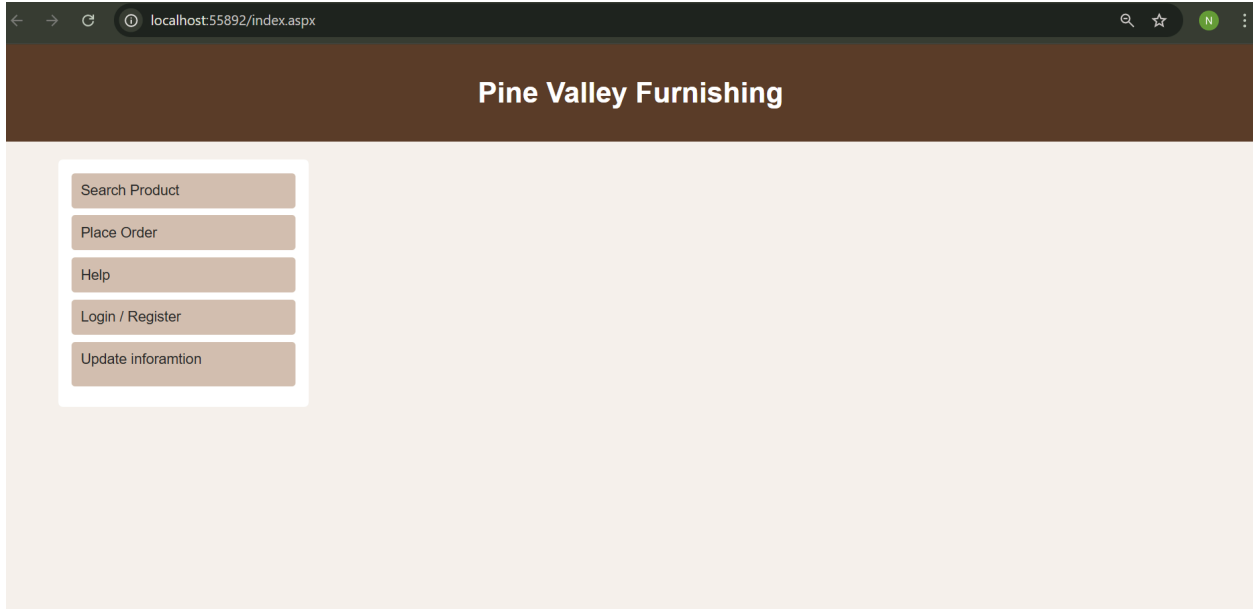 localhost:55892/index.aspx
N
Pine Valley Furnishing
Search Product
Place Order
Help
Login / Register
Update inforamtion